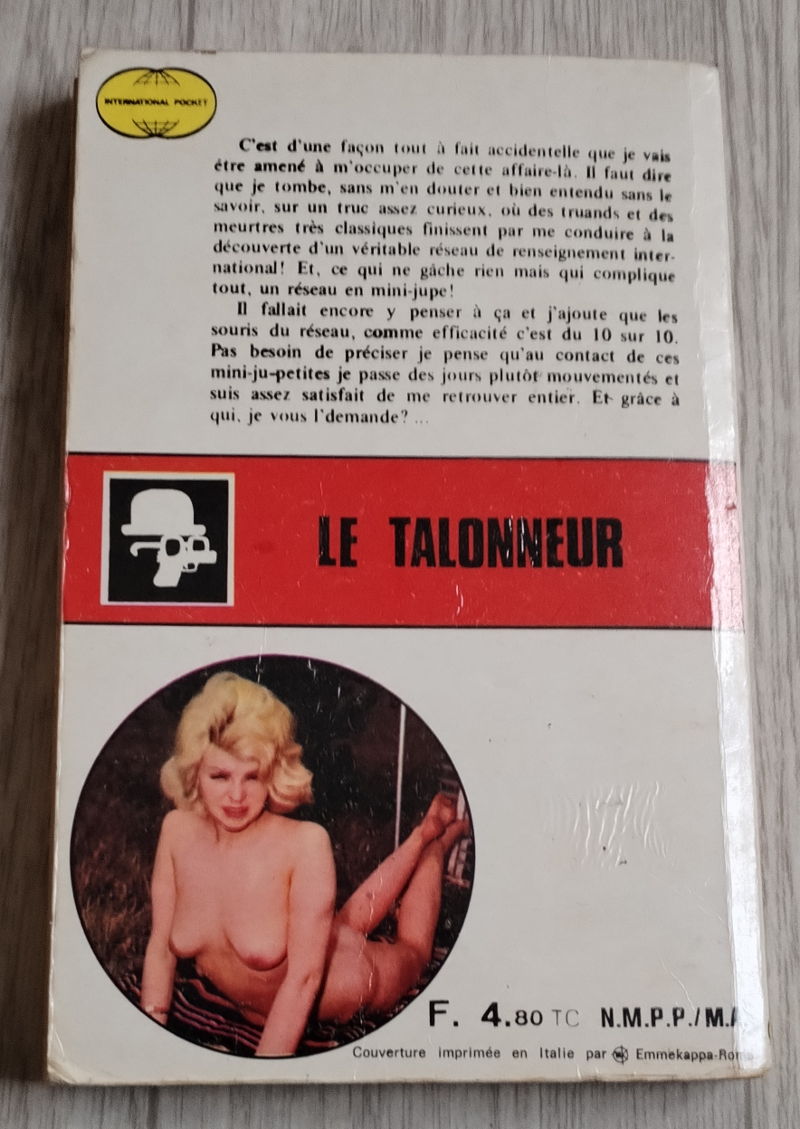 INTERNATIONAL POCKET
C'est d'une façon tout à fait accidentelle que je vais
être amené à m'occuper de cette affaire-là. Il faut dire
que je tombe, sans m'en douter et bien entendu sans le
savoir, sur un truc assez curieux, où des truands et des
meurtres très classiques finissent par me conduire à la
découverte d'un véritable réseau de renseignement inter-
national! Et, ce qui ne gâche rien mais qui complique
tout, un réseau en mini-jupe!
Il fallait encore y penser à ça et j'ajoute que les
souris du réseau, comme efficacité c'est du 10 sur 10.
Pas besoin de préciser je pense qu'au contact de ces
mini-ju-petites je passe des jours plutôt mouvementés et
suis assez satisfait de me retrouver entier. Et grâce à
qui, je vous l'demande? ...
LE TALONNEUR
F. 4.80 TC N.M.P.P./M.
Couverture imprimée en Italie par Emmekappa-Roma